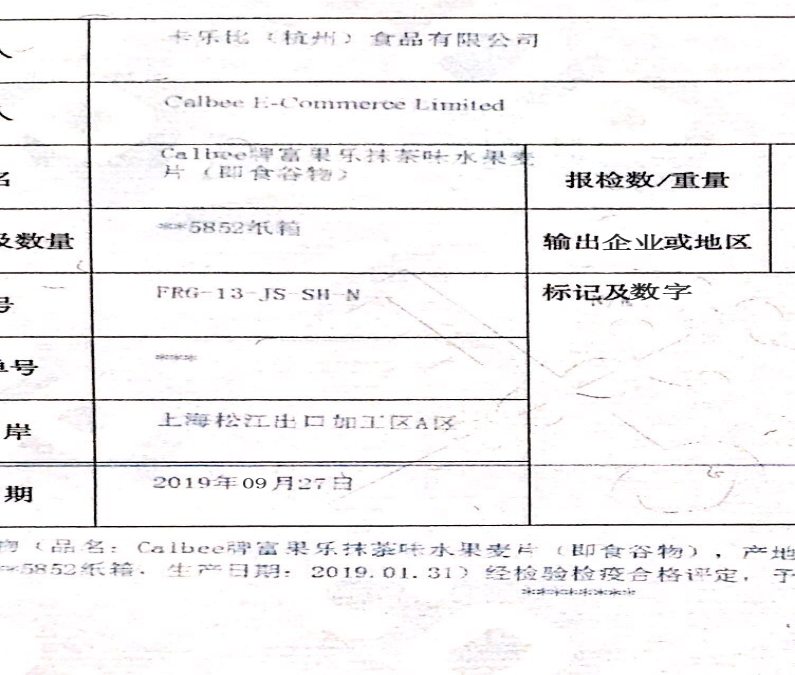 人
卡乐比（杭州）食品有限公司
人
Calbee E-Commerce Limited
名
Calbee牌富果乐抹茶味水果麦
片（即食谷物）
报检数/重量
及数量
**5852纸箱
输出企业或地区
号
FRG-13-JS-SH-N
标记及数字
单号
***
岸
上海松江出口加工区A区
期
2019年09月27日
物（品名：Calbee牌富果乐抹茶味水果麦片（即食谷物），产地
**5852纸箱、生产日期：2019.01.31）经检验检疫合格评定，予
********